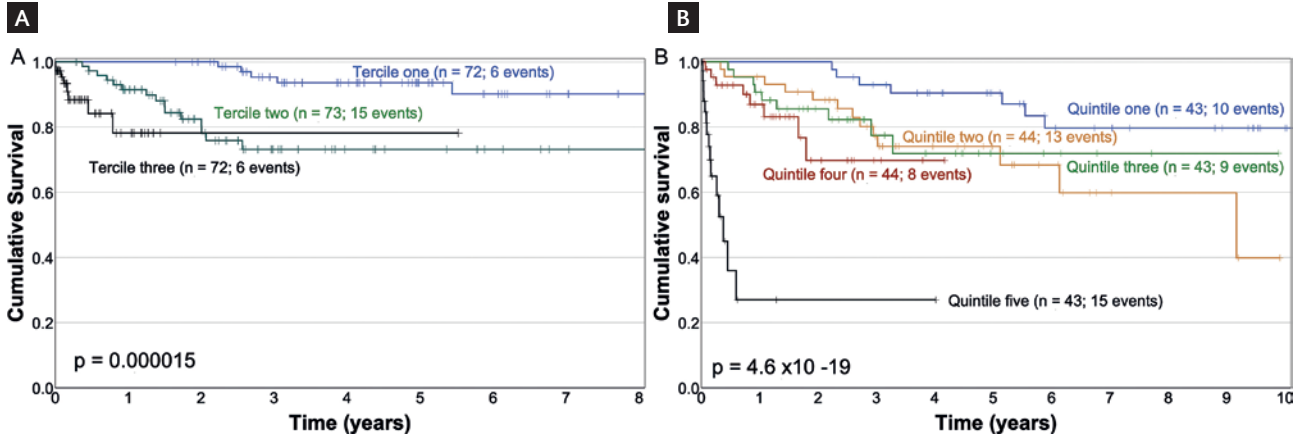 A
A
1.0
0.8
0.6
0.4
0.2
0.0
Cumulative Survival
Tercile one (n = 72; 6 events)
Tercile two (n = 73; 15 events)
Tercile three (n = 72; 6 events)
p = 0.000015
0 1 2 3 4 5 6 7 8
Time (years)
B
B
1.0
0.8
0.6
0.4
0.2
0.0
Cumulative survival
Quintile one (n = 43; 10 events)
Quintile two (n = 44; 13 events)
Quintile three (n = 43; 9 events)
Quintile four (n = 44; 8 events)
Quintile five (n = 43; 15 events)
p = 4.6 x10 -19
0 1 2 3 4 5 6 7 8 9 10
Time (years)